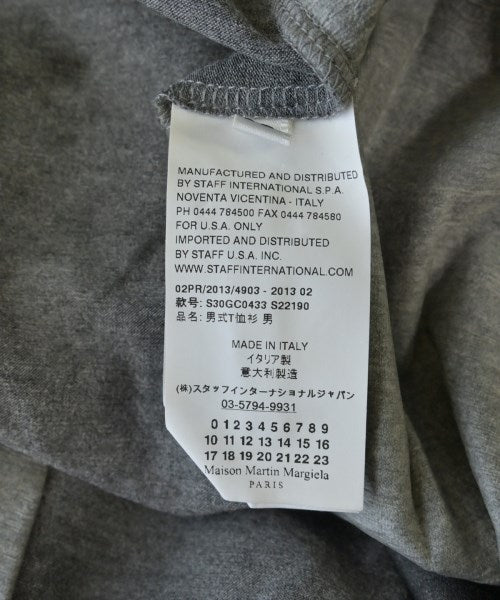 MANUFACTURED AND DISTRIBUTED
BY STAFF INTERNATIONAL S.P.A.
NOVENTA VICENTINA - ITALY
PH 0444 784500 FAX 0444 784580
FOR U.S.A. ONLY
IMPORTED AND DISTRIBUTED
BY STAFF U.S.A. INC.
WWW.STAFFINTERNATIONAL.COM
02PR/2013/4903 - 2013 02
款号: S30GC0433 S22190
品名: 男式T恤衫 男
MADE IN ITALY
イタリア製
意大利製造
(株)スタッフインターナショナルジャパン
03-5794-9931
0 1 2 3 4 5 6 7 8 9
10 11 12 13 14 15 16
17 18 19 20 21 22 23
Maison Martin Margiela
PARIS